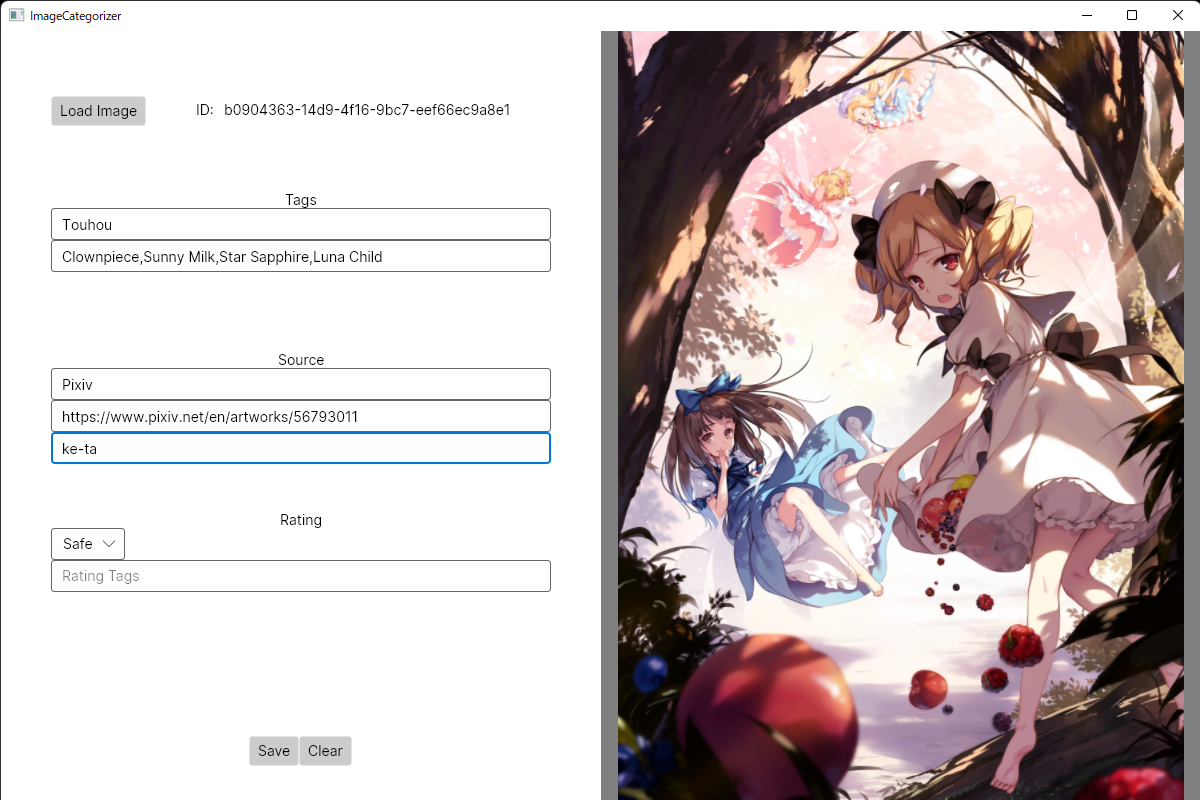 ImageCategorizer
Load Image ID: b0904363-14d9-4f16-9bc7-eef66ec9a8e1
Tags
Touhou
Clownpiece,Sunny Milk,Star Sapphire,Luna Child
Source
Pixiv
https://www.pixiv.net/en/artworks/56793011
ke-ta
Rating
Safe
Rating Tags
Save Clear